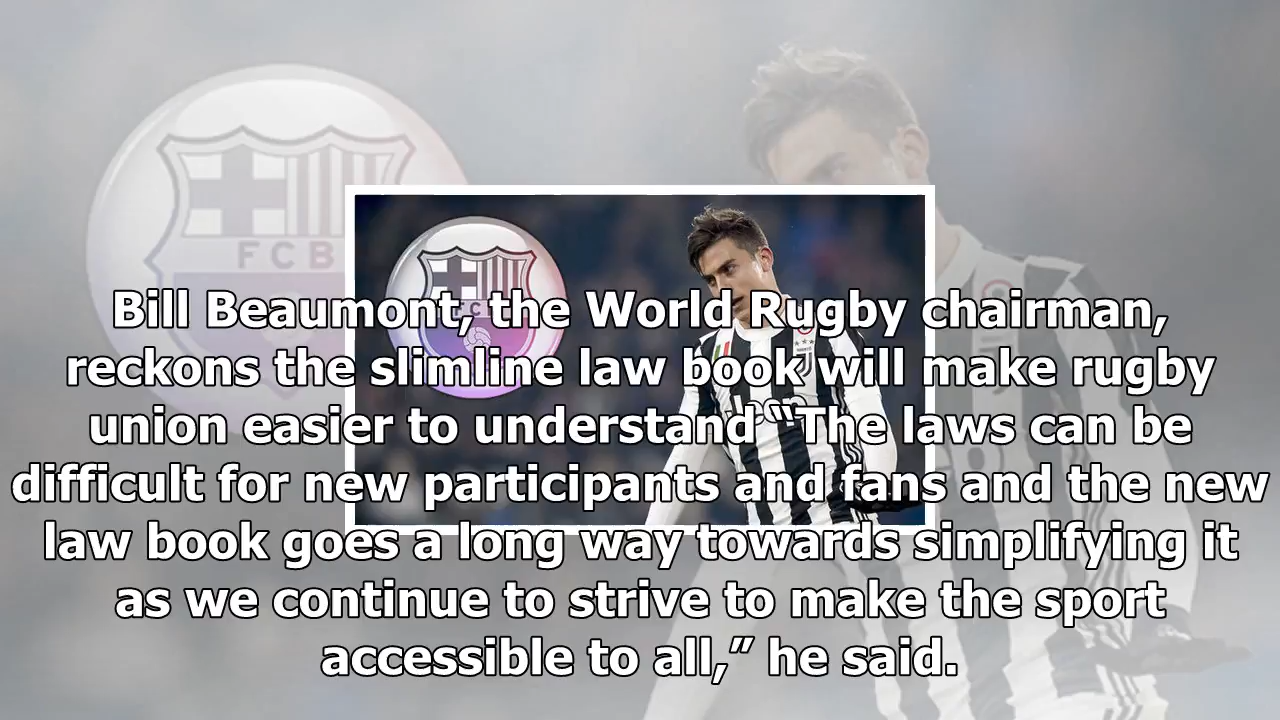 FCB
Bill Beaumont, the World Rugby chairman,
reckons the slimline law book will make rugby
union easier to understand “The laws can be
difficult for new participants and fans and the new
law book goes a long way towards simplifying it
as we continue to strive to make the sport
accessible to all,” he said.
Jeep